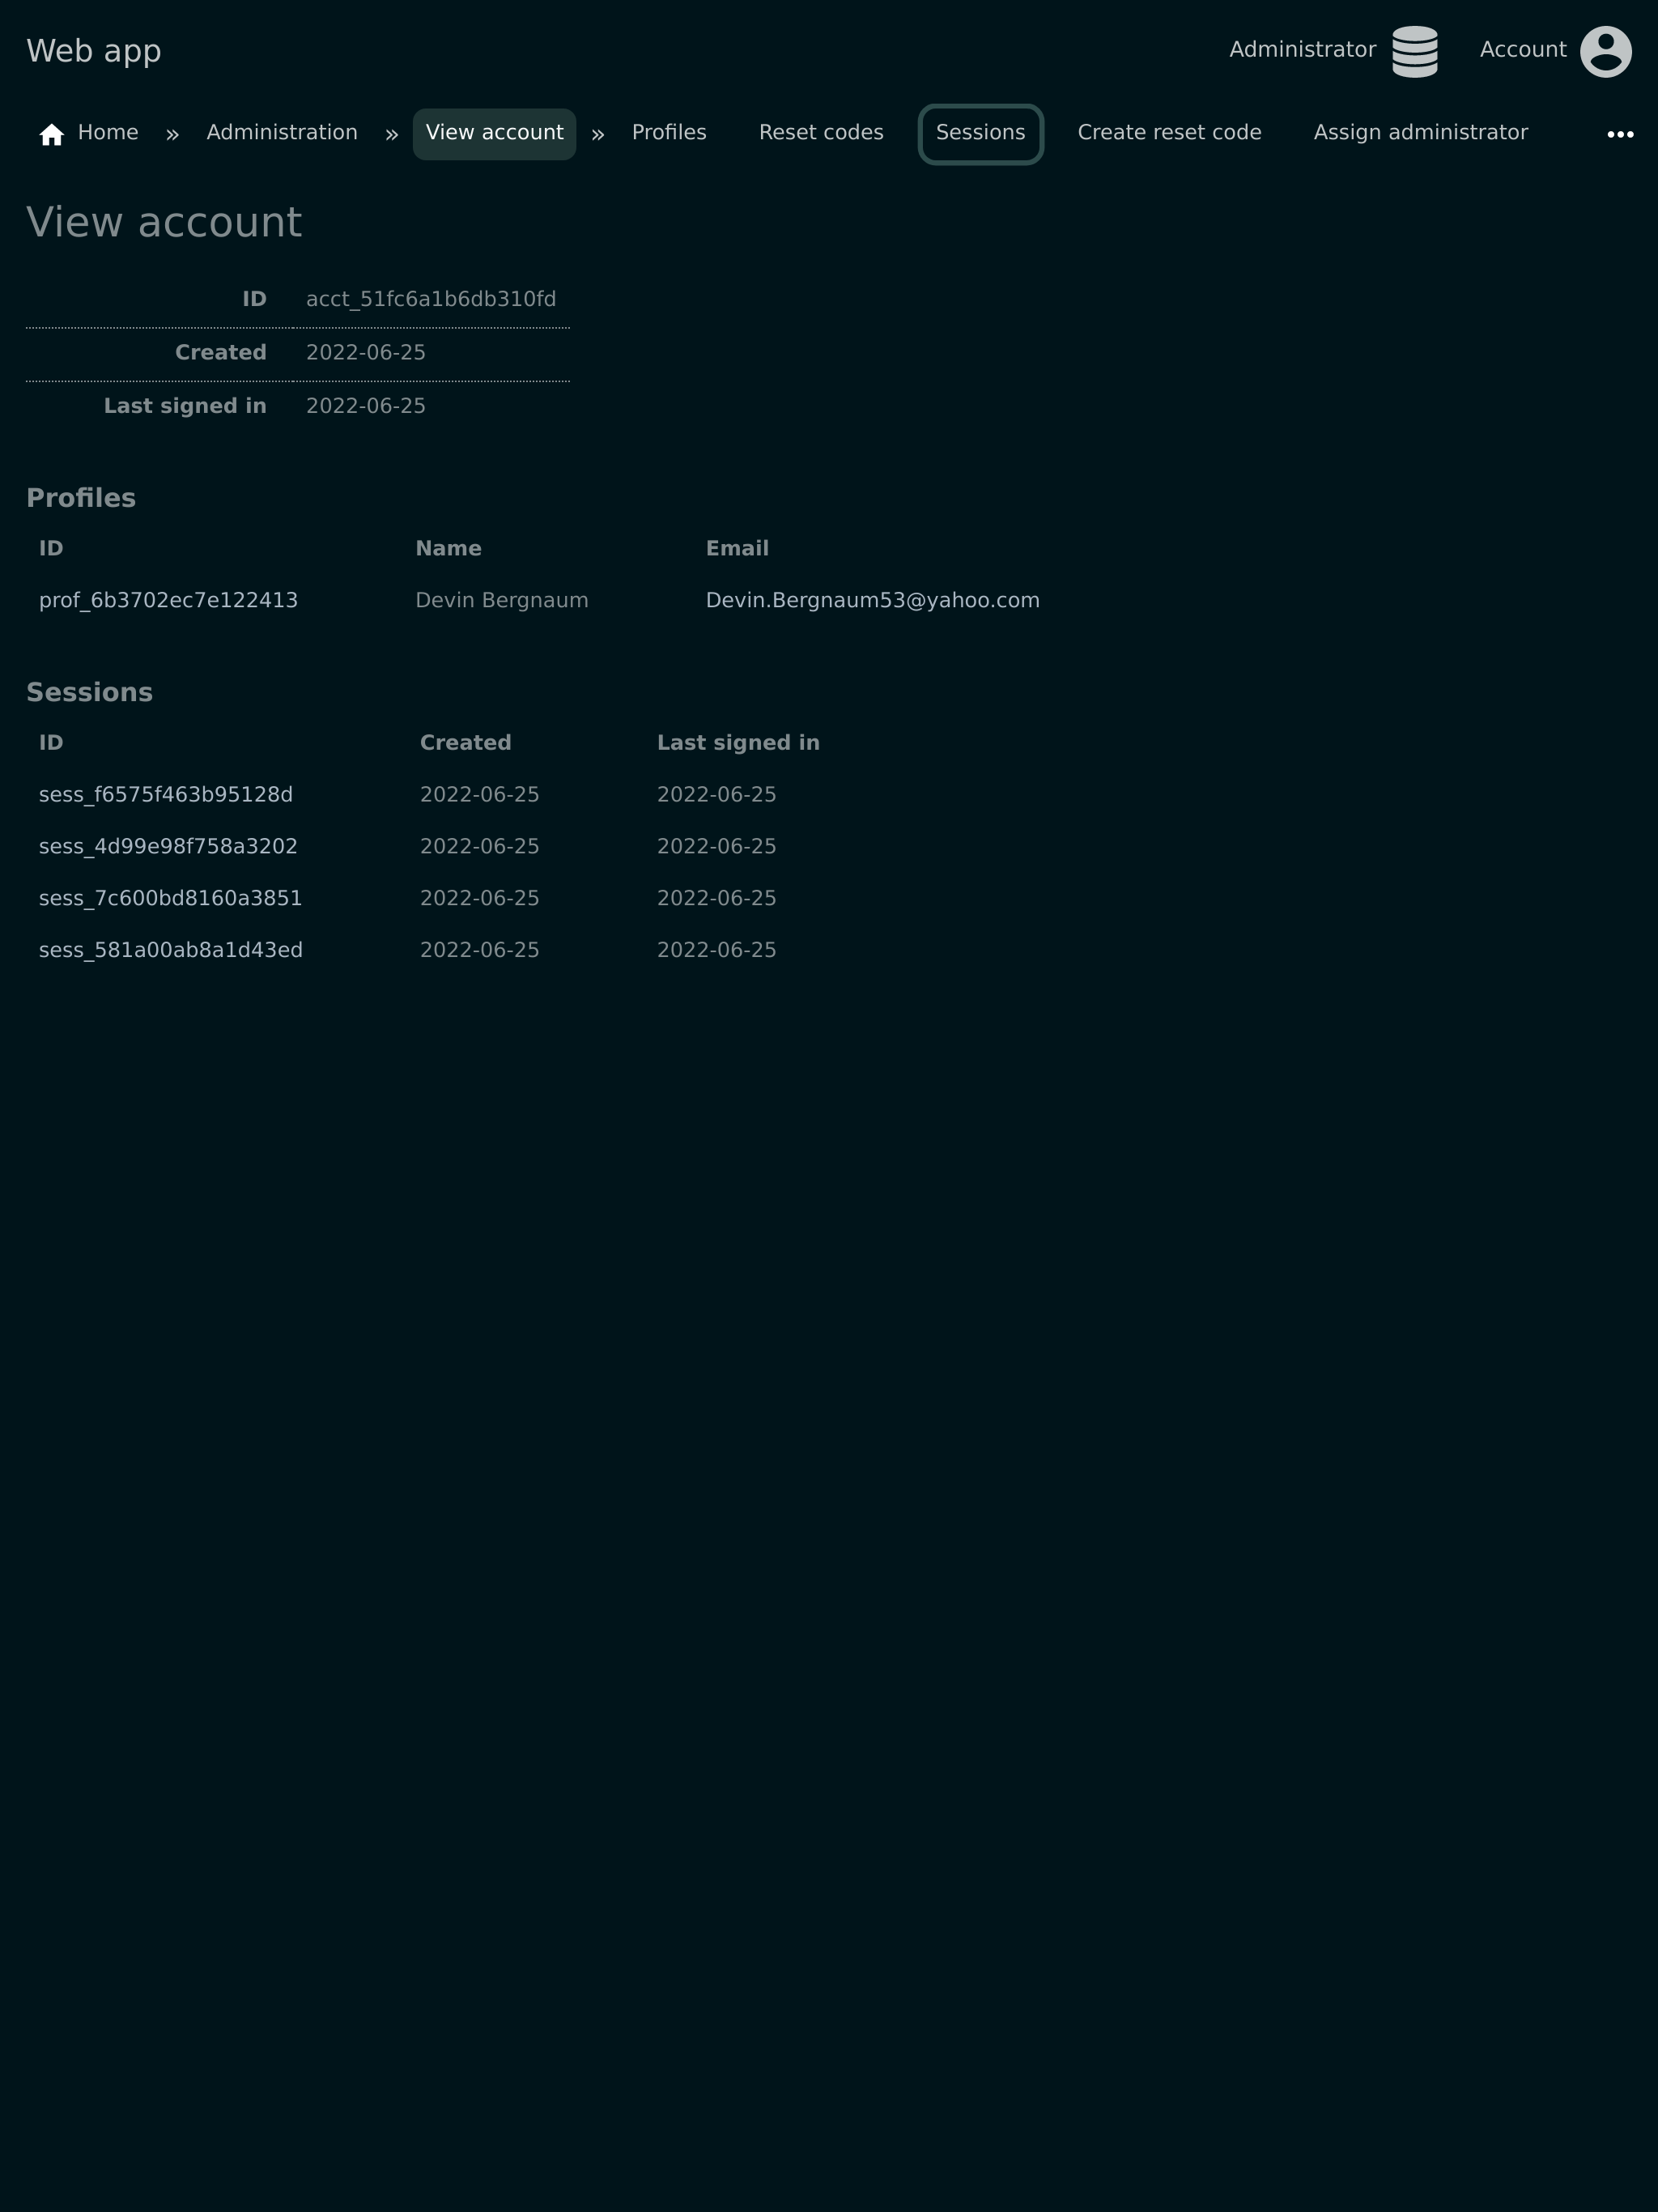 Web app Administrator Account
Home » Administration » View account » Profiles Reset codes Sessions Create reset code Assign administrator •••
View account
ID acct_51fc6a1b6db310fd
Created 2022-06-25
Last signed in 2022-06-25
Profiles
ID Name Email
prof_6b3702ec7e122413 Devin Bergnaum Devin.Bergnaum53@yahoo.com
Sessions
ID Created Last signed in
sess_f6575f463b95128d 2022-06-25 2022-06-25
sess_4d99e98f758a3202 2022-06-25 2022-06-25
sess_7c600bd8160a3851 2022-06-25 2022-06-25
sess_581a00ab8a1d43ed 2022-06-25 2022-06-25